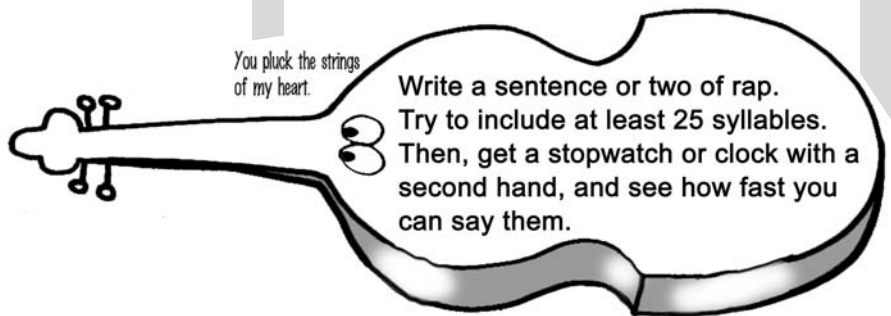 You pluck the strings
of my heart.
Write a sentence or two of rap.
Try to include at least 25 syllables.
Then, get a stopwatch or clock with a
second hand, and see how fast you
can say them.